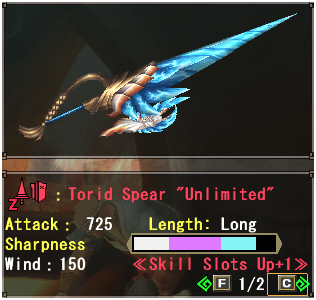 Z : Torid Spear "Unlimited"
Attack: 725 Length: Long
Sharpness
Wind: 150 ≪Skill Slots Up+1≫
F 1/2 C